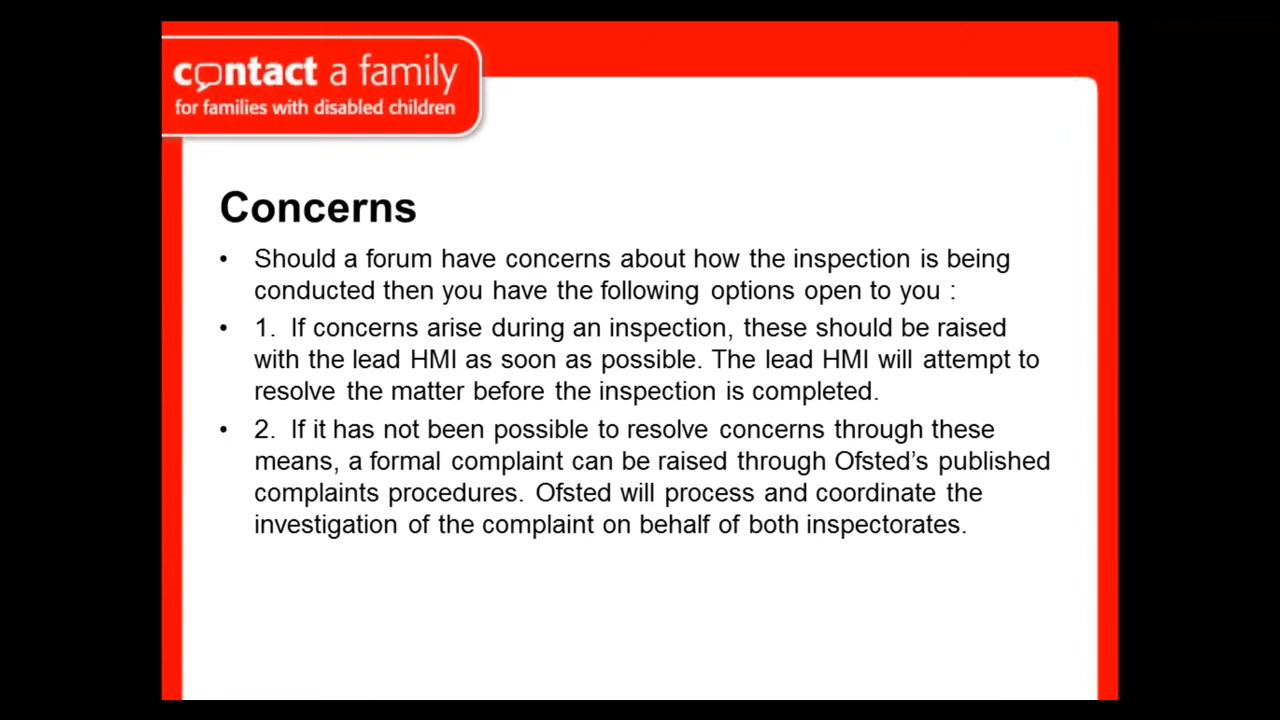 contact a family
for families with disabled children
Concerns
• Should a forum have concerns about how the inspection is being
conducted then you have the following options open to you :
• 1. If concerns arise during an inspection, these should be raised
with the lead HMI as soon as possible. The lead HMI will attempt to
resolve the matter before the inspection is completed.
• 2. If it has not been possible to resolve concerns through these
means, a formal complaint can be raised through Ofsted’s published
complaints procedures. Ofsted will process and coordinate the
investigation of the complaint on behalf of both inspectorates.